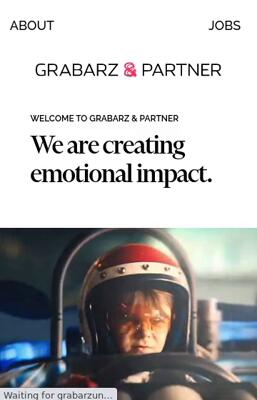 ABOUT
JOBS
GRABARZ & PARTNER
WELCOME TO GRABARZ & PARTNER
We are creating
emotional impact.
Waiting for grabarzun...